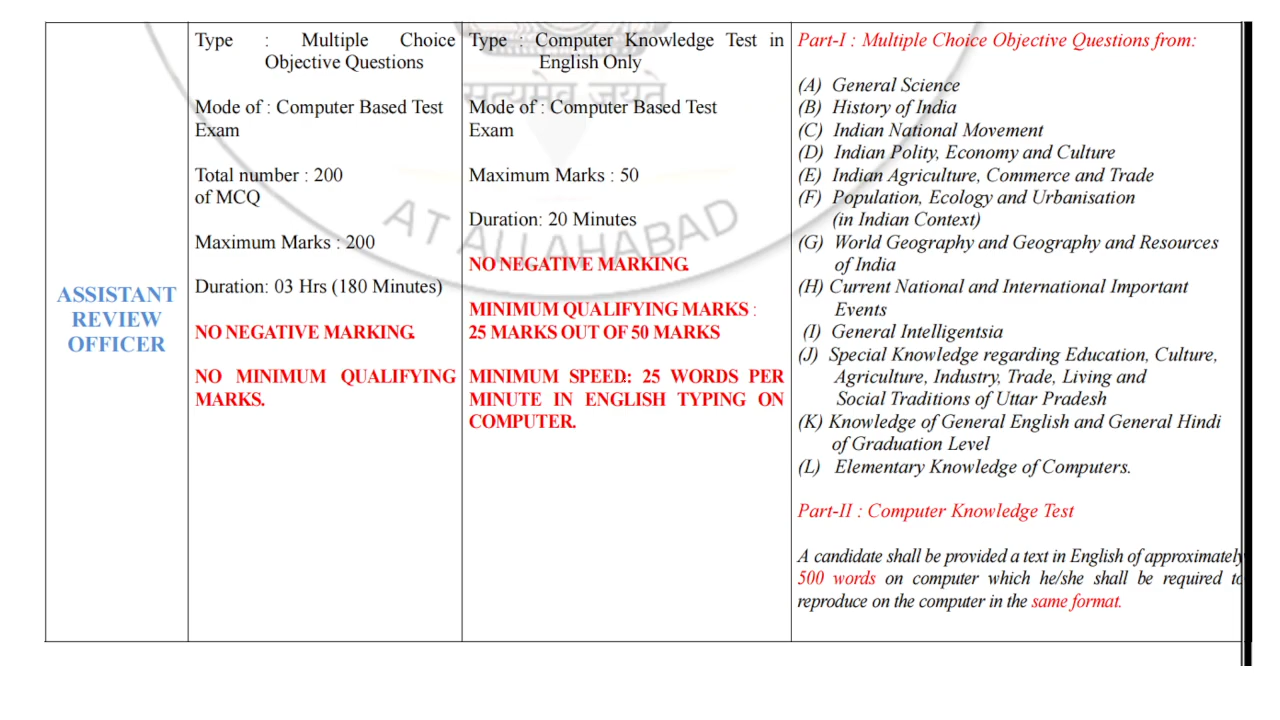 ASSISTANT
REVIEW
OFFICER
Type : Multiple Choice
Objective Questions
Mode of : Computer Based Test
Exam
Total number : 200
of MCQ
Maximum Marks : 200
Duration: 03 Hrs (180 Minutes)
NO NEGATIVE MARKING.
NO MINIMUM QUALIFYING
MARKS.
Type : Computer Knowledge Test in
English Only
Mode of : Computer Based Test
Exam
Maximum Marks : 50
Duration: 20 Minutes
NO NEGATIVE MARKING.
MINIMUM QUALIFYING MARKS :
25 MARKS OUT OF 50 MARKS
MINIMUM SPEED: 25 WORDS PER
MINUTE IN ENGLISH TYPING ON
COMPUTER.
Part-I : Multiple Choice Objective Questions from:
(A) General Science
(B) History of India
(C) Indian National Movement
(D) Indian Polity, Economy and Culture
(E) Indian Agriculture, Commerce and Trade
(F) Population, Ecology and Urbanisation
(in Indian Context)
(G) World Geography and Geography and Resources
of India
(H) Current National and International Important
Events
(I) General Intelligentsia
(J) Special Knowledge regarding Education, Culture,
Agriculture, Industry, Trade, Living and
Social Traditions of Uttar Pradesh
(K) Knowledge of General English and General Hindi
of Graduation Level
(L) Elementary Knowledge of Computers.
Part-II : Computer Knowledge Test
A candidate shall be provided a text in English of approximately
500 words on computer which he/she shall be required to
reproduce on the computer in the same format.
सत्यमेव जयते
AT ALLAHABAD